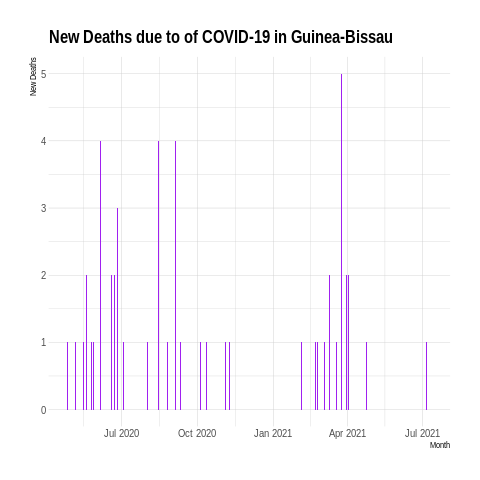 New Deaths due to of COVID-19 in Guinea-Bissau
New Deaths
5
4
3
2
1
0
Jul 2020 Oct 2020 Jan 2021 Apr 2021 Jul 2021
Month